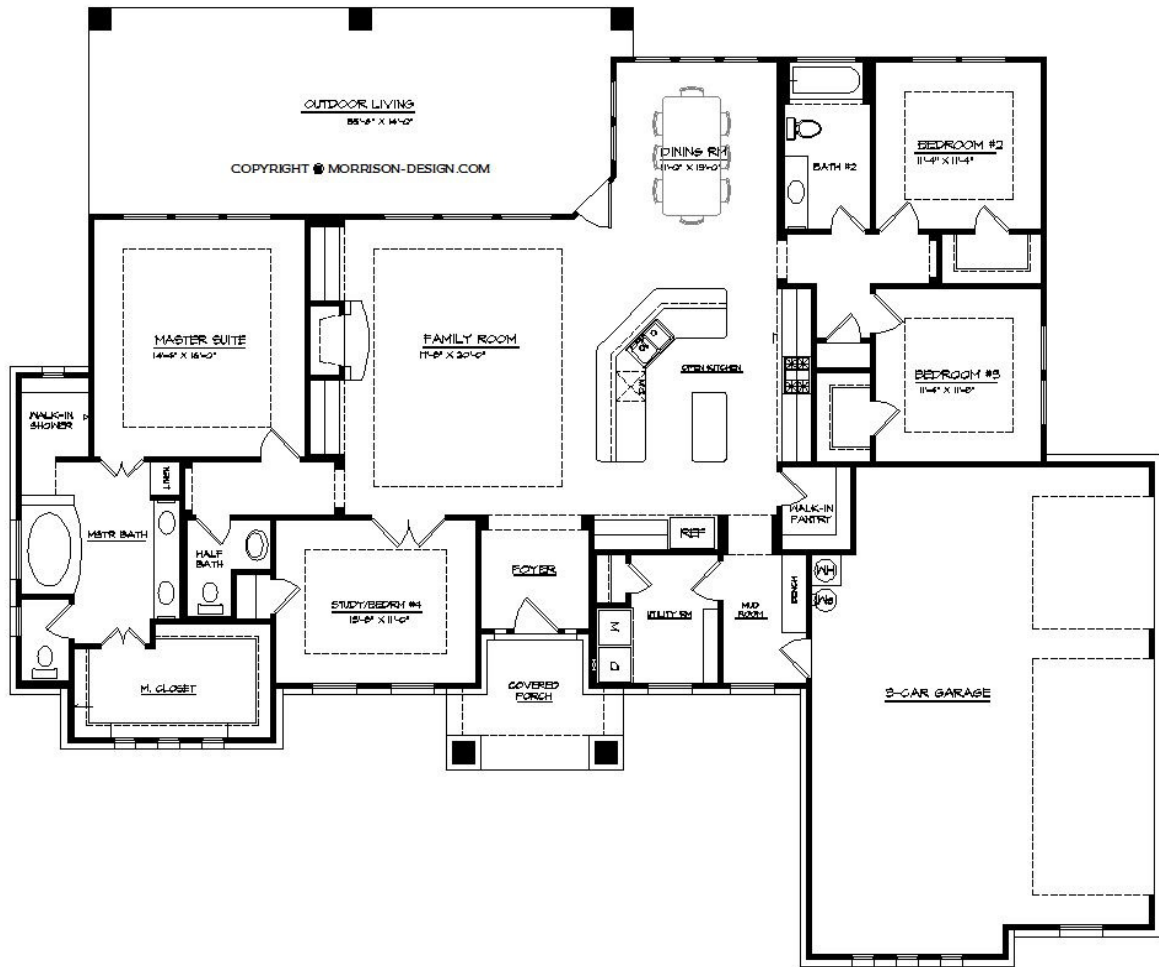 OUTDOOR LIVING
COPYRIGHT MORRISON-DESIGN.COM
DINING RM
BATH #2
BEDROOM #2
11'-4" X 11'-4"
MASTER SUITE
FAMILY ROOM
OPEN KITCHEN
BEDROOM #3
WALK-IN
SHOWER
LINEN
MSTR BATH
HALF
BATH
STUDY/BEDRM #4
FOYER
REF
WALK-IN
PANTRY
UTILITY RM
MUD
ROOM
BENCH
M. CLOSET
COVERED
PORCH
3-CAR GARAGE